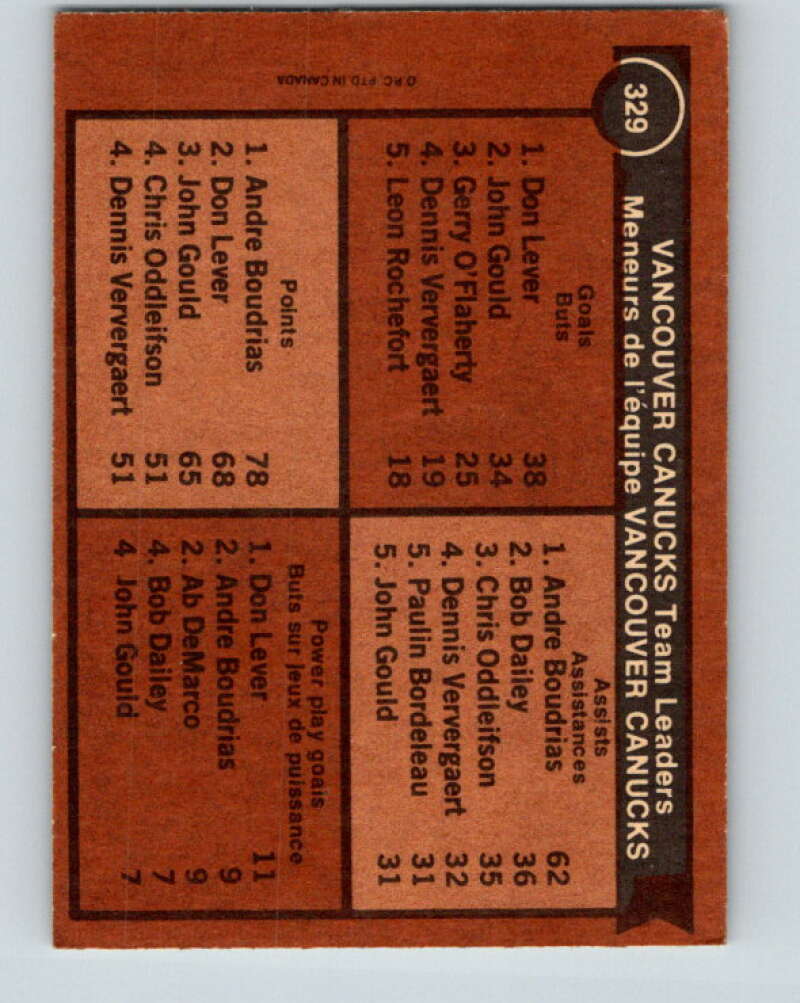 329
VANCOUVER CANUCKS Team Leaders
Meneurs de l'équipe VANCOUVER CANUCKS
Goals
Buts
1. Don Lever 38
2. John Gould 34
3. Gerry O'Flaherty 25
4. Dennis Ververgaert 19
5. Leon Rochefort 18
Assists
Assistances
1. Andre Boudrias 62
2. Bob Dailey 36
3. Chris Oddleifson 35
4. Dennis Ververgaert 32
5. Paulin Bordeleau 31
5. John Gould 31
Points
1. Andre Boudrias 78
2. Don Lever 68
3. John Gould 65
4. Chris Oddleifson 51
4. Dennis Ververgaert 51
Power play goals
Buts sur jeux de puissance
1. Don Lever 11
2. Andre Boudrias 9
2. Ab DeMarco 9
4. Bob Dailey 7
4 John Gould 7
O.P.C. PTD. IN CANADA